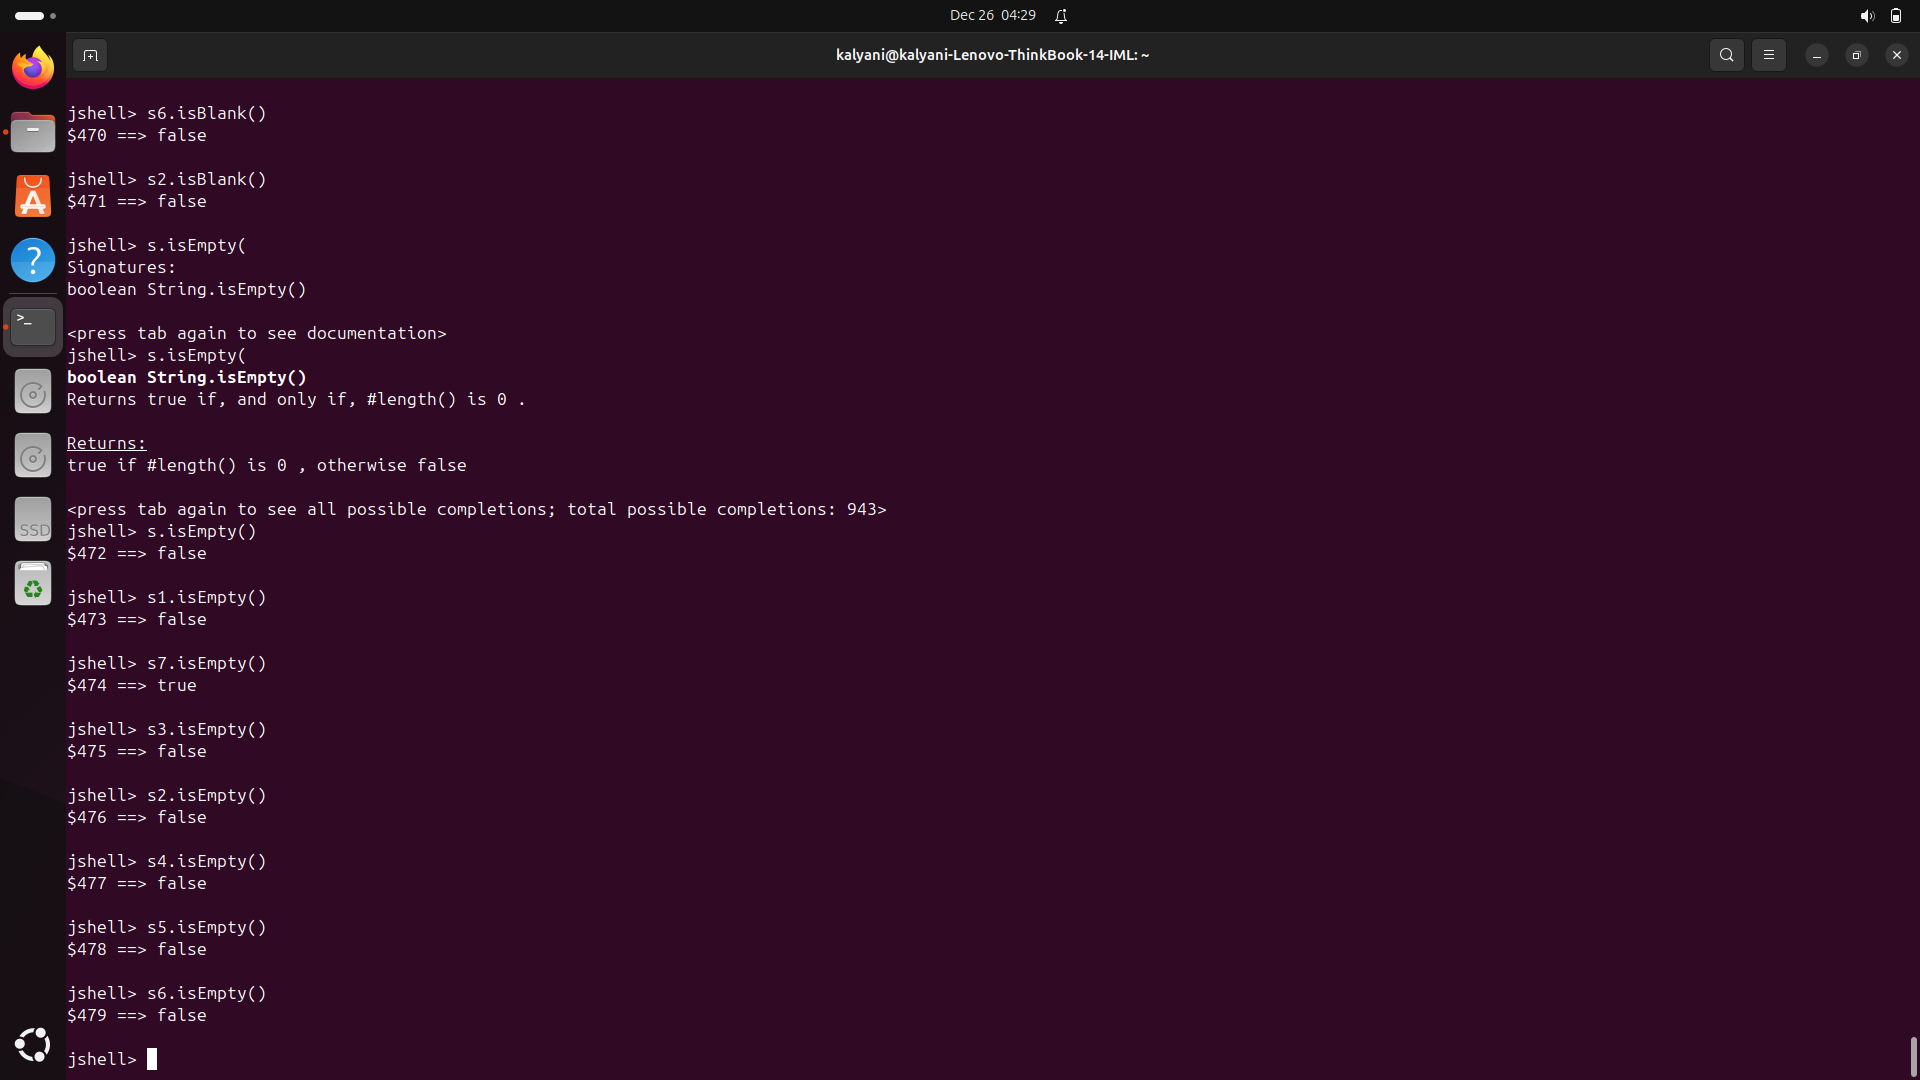 Dec 26 04:29
kalyani@kalyani-Lenovo-ThinkBook-14-IML: ~
jshell> s6.isBlank()
$470 ==> false
jshell> s2.isBlank()
$471 ==> false
jshell> s.isEmpty(
Signatures:
boolean String.isEmpty()
<press tab again to see documentation>
jshell> s.isEmpty(
boolean String.isEmpty()
Returns true if, and only if, #length() is 0 .
Returns:
true if #length() is 0 , otherwise false
<press tab again to see all possible completions; total possible completions: 943>
jshell> s.isEmpty()
$472 ==> false
jshell> s1.isEmpty()
$473 ==> false
jshell> s7.isEmpty()
$474 ==> true
jshell> s3.isEmpty()
$475 ==> false
jshell> s2.isEmpty()
$476 ==> false
jshell> s4.isEmpty()
$477 ==> false
jshell> s5.isEmpty()
$478 ==> false
jshell> s6.isEmpty()
$479 ==> false
jshell>
SSD